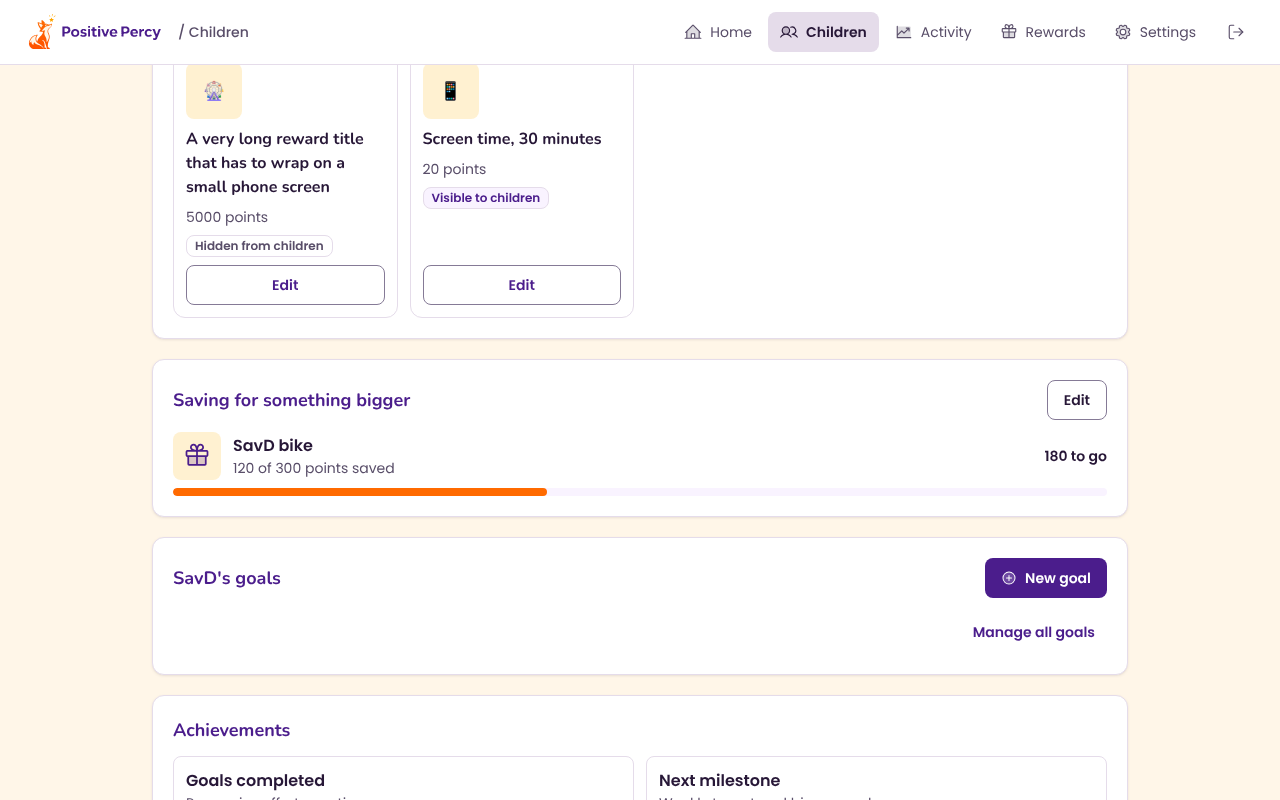 Positive Percy / Children
Home
Children
Activity
Rewards
Settings
A very long reward title
that has to wrap on a
small phone screen
5000 points
Hidden from children
Edit
Screen time, 30 minutes
20 points
Visible to children
Edit
Saving for something bigger
Edit
SavD bike
120 of 300 points saved
180 to go
SavD's goals
New goal
Manage all goals
Achievements
Goals completed
Next milestone